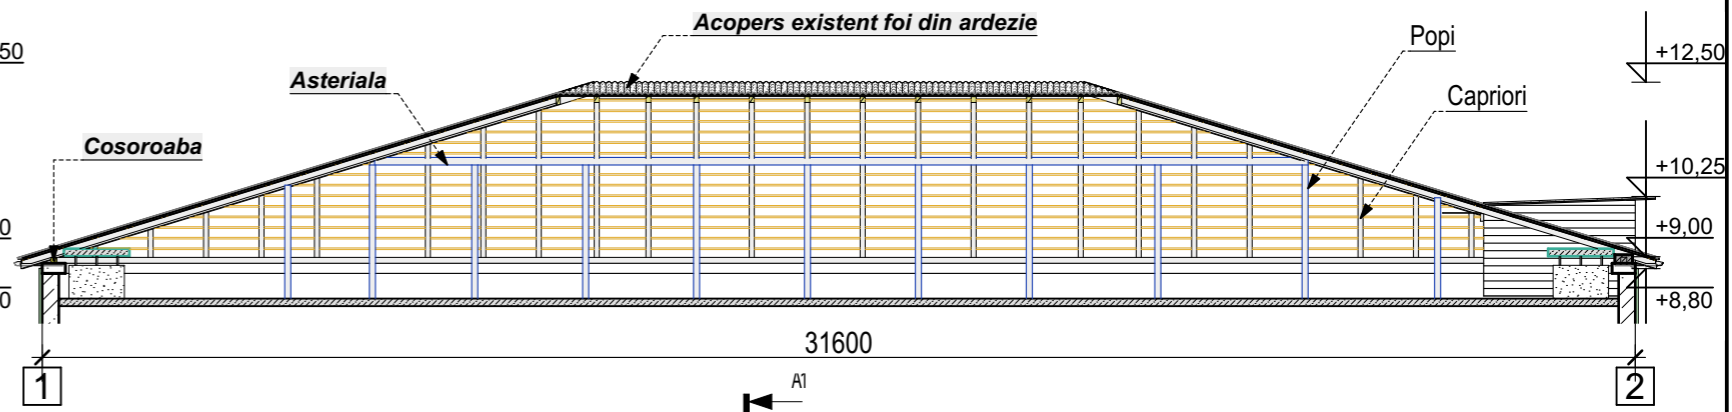 Acopers existent foi din ardezie
Popi
50
+12,50
Asteriala
Capriori
Cosoroaba
+10,25
0
+9,00
0
+8,80
31600
1
2
A1